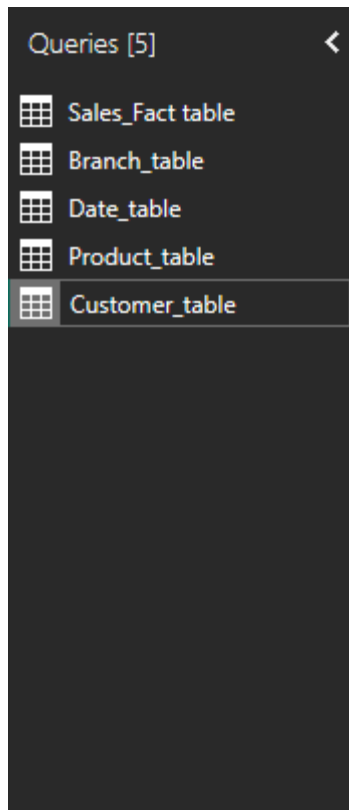 Queries [5]
Sales_Fact table
Branch_table
Date_table
Product_table
Customer_table